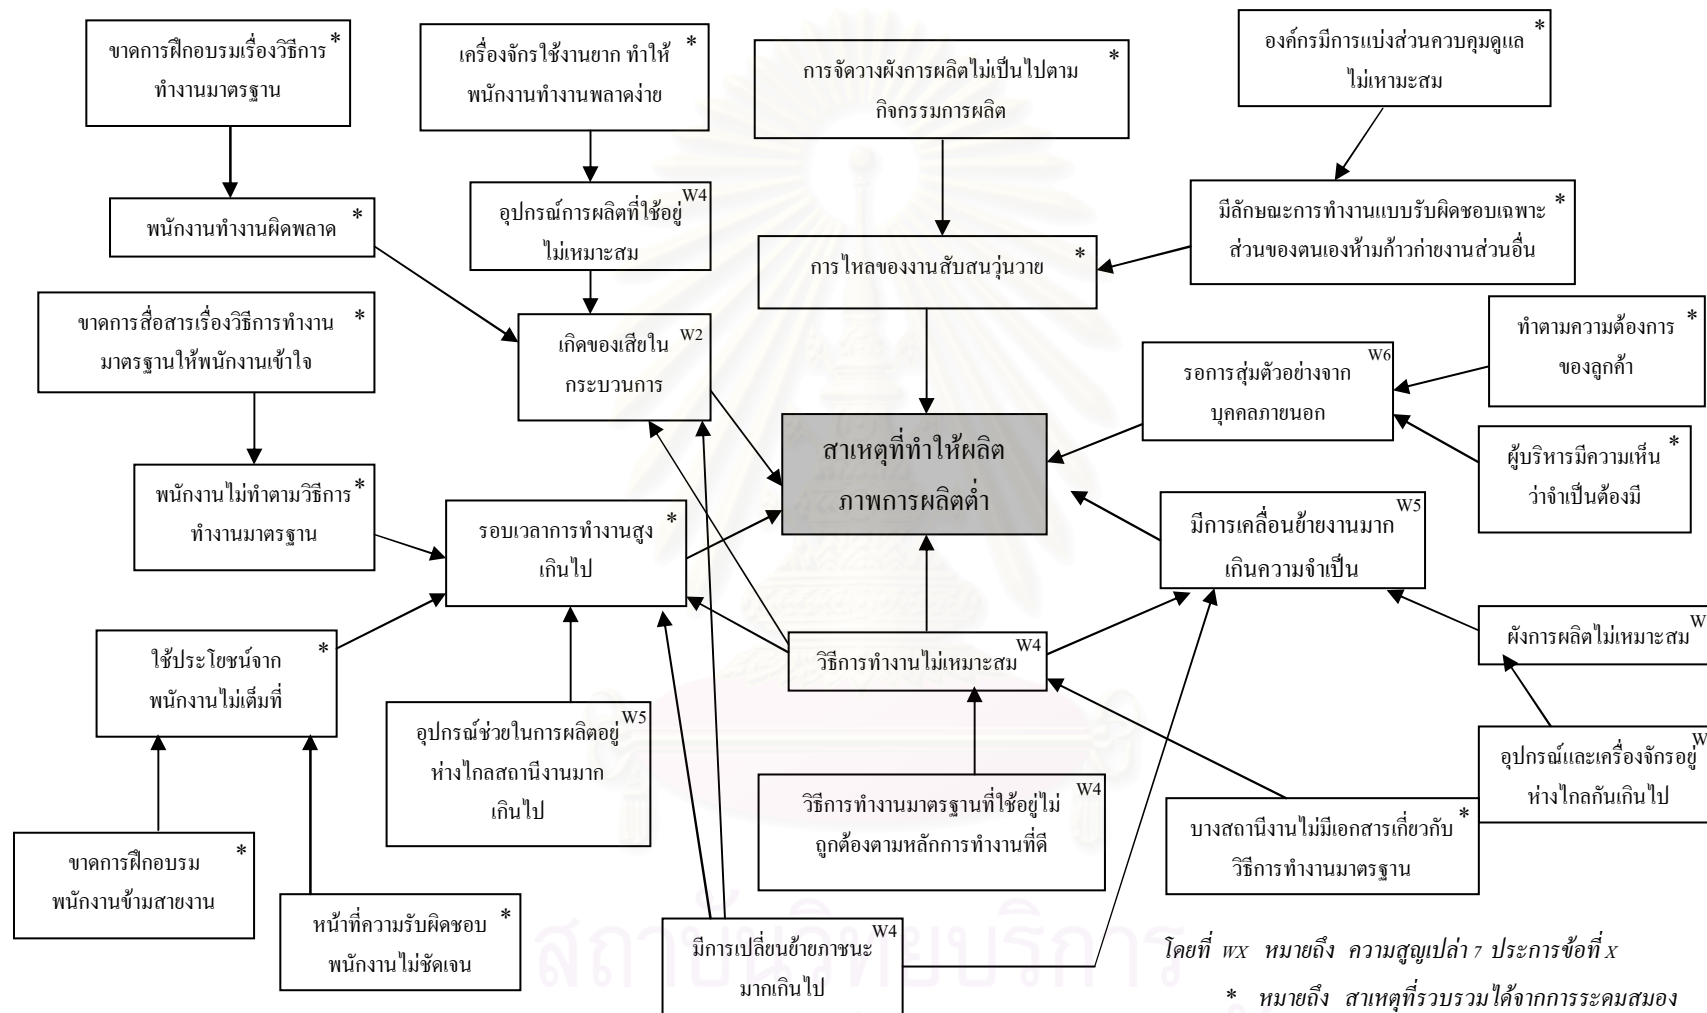 ขาดการฝึกอบรมเรื่องวิธีการ *
ทำงานมาตรฐาน
เครื่องจักรใช้งานยาก ทำให้ *
พนักงานทำงานพลาดง่าย
การจัดวางผังการผลิตไม่เป็นไปตาม *
กิจกรรมการผลิต
องค์กรมีการแบ่งส่วนควบคุมดูแล *
ไม่เหามะสม
พนักงานทำงานผิดพลาด *
อุปกรณ์การผลิตที่ใช้อยู่ W4
ไม่เหมาะสม
การไหลของงานสับสนวุ่นวาย *
มีลักษณะการทำงานแบบรับผิดชอบเฉพาะ *
ส่วนของตนเองห้ามก้าวก่ายงานส่วนอื่น
ขาดการสื่อสารเรื่องวิธีการทำงาน *
มาตรฐานให้พนักงานเข้าใจ
เกิดของเสียใน W2
กระบวนการ
รอการสุ่มตัวอย่างจาก W6
บุคคลภายนอก
ทำตามความต้องการ *
ของลูกค้า
สาเหตุที่ทำให้ผลิต
ภาพการผลิตต่ำ
ผู้บริหารมีความเห็น *
ว่าจำเป็นต้องมี
พนักงานไม่ทำตามวิธีการ *
ทำงานมาตรฐาน
รอบเวลาการทำงานสูง *
เกินไป
มีการเคลื่อนย้ายงานมาก W5
เกินความจำเป็น
ใช้ประโยชน์จาก *
พนักงานไม่เต็มที่
วิธีการทำงานไม่เหมาะสม W4
ผังการผลิตไม่เหมาะสม W
อุปกรณ์ช่วยในการผลิตอยู่ W5
ห่างไกลสถานีงานมาก
เกินไป
วิธีการทำงานมาตรฐานที่ใช้อยู่ไม่ W4
ถูกต้องตามหลักการทำงานที่ดี
อุปกรณ์และเครื่องจักรอยู่ W
ห่างไกลกันเกินไป
บางสถานีงานไม่มีเอกสารเกี่ยวกับ *
วิธีการทำงานมาตรฐาน
ขาดการฝึกอบรม *
พนักงานข้ามสายงาน
หน้าที่ความรับผิดชอบ *
พนักงานไม่ชัดเจน
มีการเปลี่ยนย้ายภาชนะ W4
มากเกินไป
โดยที่ WX หมายถึง ความสูญเปล่า 7 ประการข้อที่ X
* หมายถึง สาเหตุที่รวบรวมได้จากการระดมสมอง
สถาบันวิทยบริการ